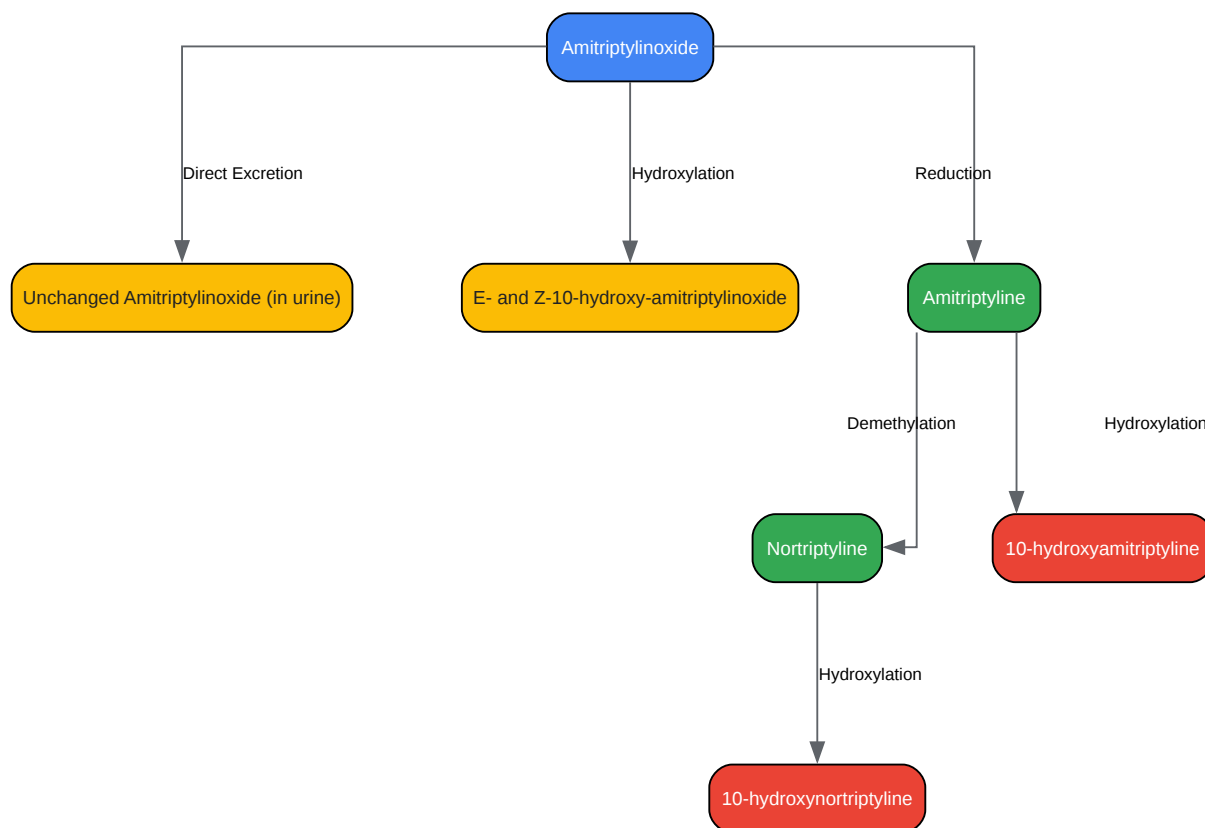 Amitriptylinoxide
Direct Excretion
Hydroxylation
Reduction
Unchanged Amitriptylinoxide (in urine)
E- and Z-10-hydroxy-amitriptylinoxide
Amitriptyline
Demethylation
Hydroxylation
Nortriptyline
10-hydroxyamitriptyline
Hydroxylation
10-hydroxynortriptyline